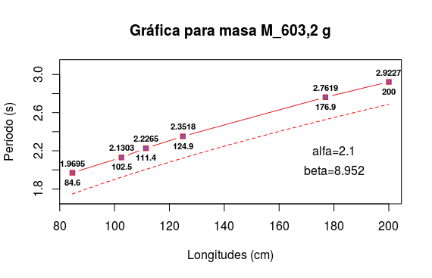 Gráfica para masa M_603,2 g
Período (s)
3.0
2.6
2.2
1.8
1.9695
84.6
2.1303
102.5
2.2265
111.4
2.3518
124.9
2.7619
176.9
2.9227
200
alfa=2.1
beta=8.952
80 100 120 140 160 180 200
Longitudes (cm)